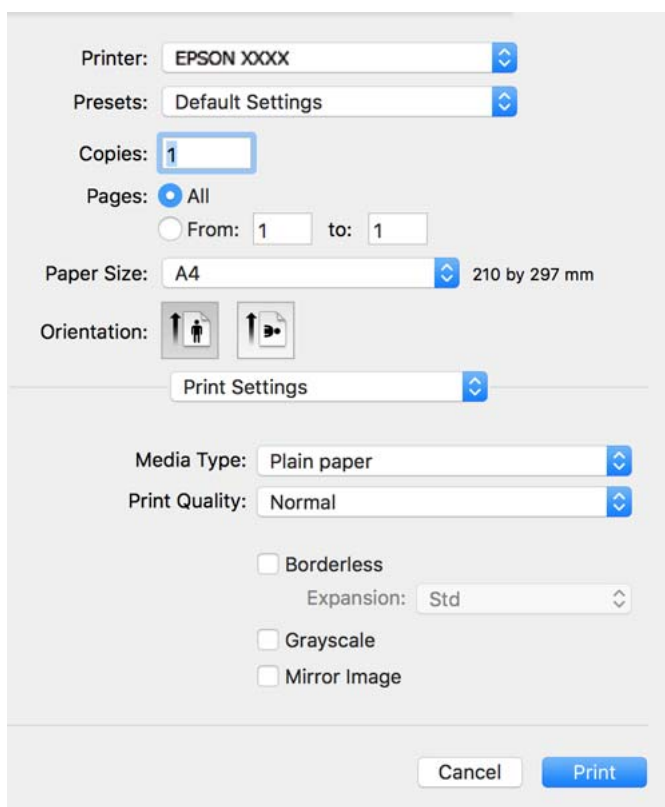 Printer: EPSON XXXX
Presets: Default Settings
Copies: 1
Pages: All
From: 1 to: 1
Paper Size: A4 210 by 297 mm
Orientation:
Print Settings
Media Type: Plain paper
Print Quality: Normal
Borderless
Expansion: Std
Grayscale
Mirror Image
Cancel Print